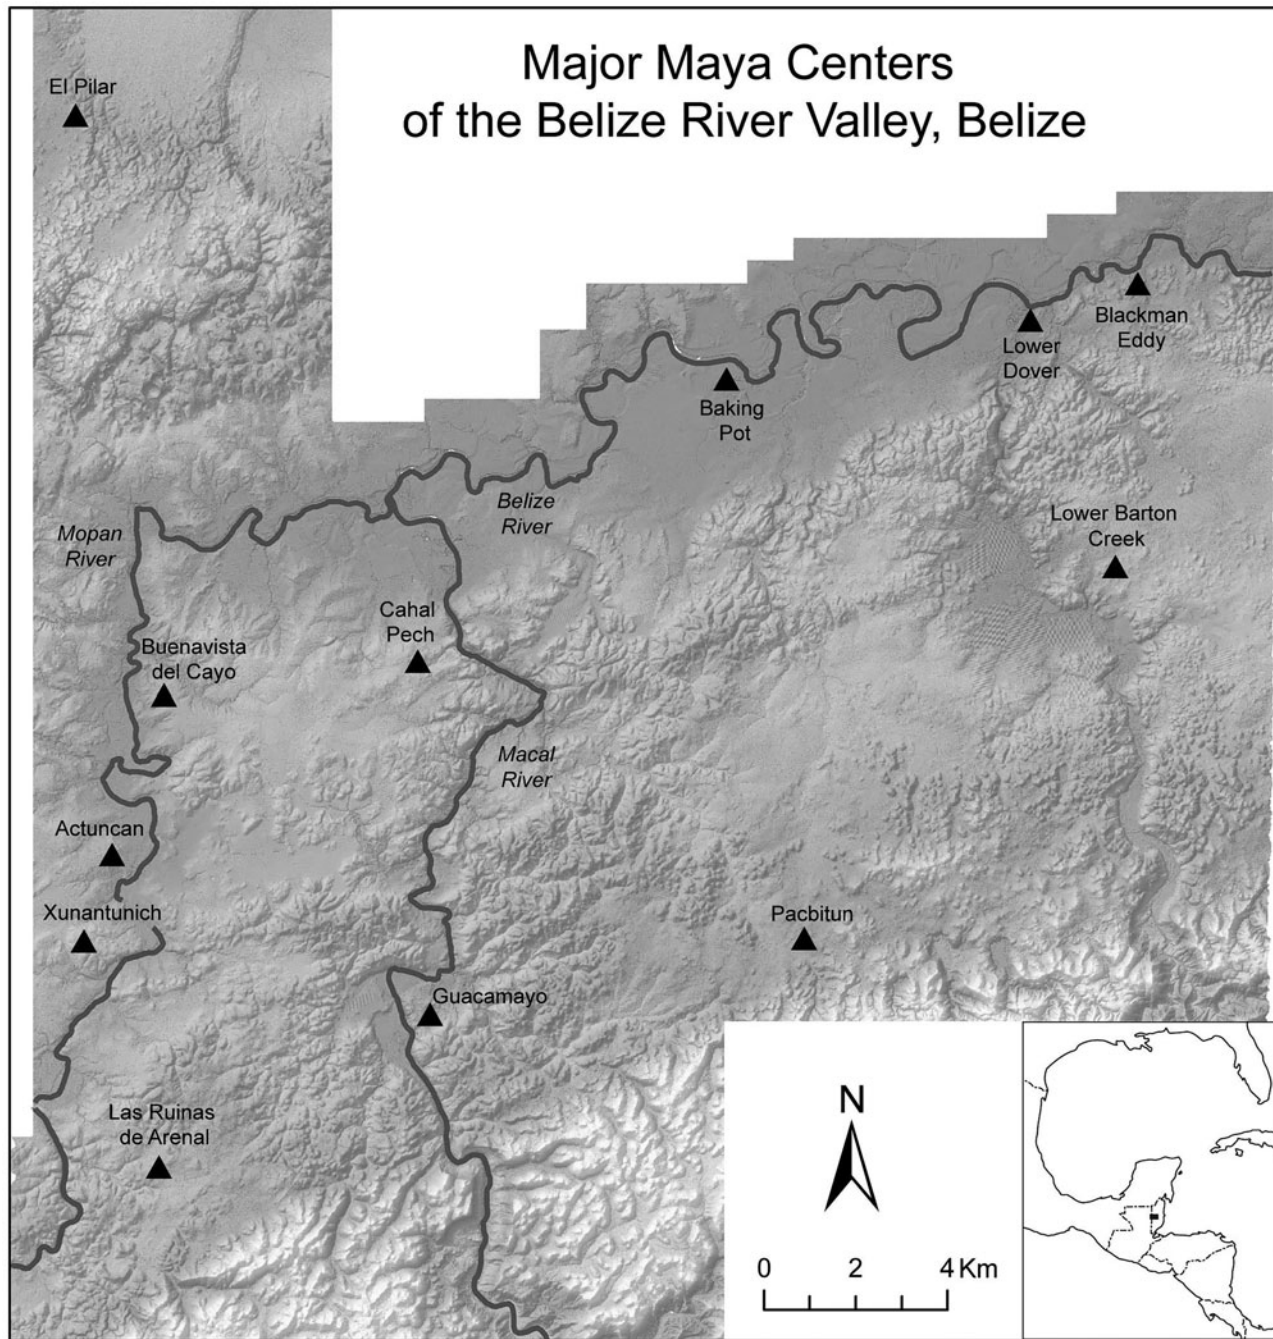 Major Maya Centers
of the Belize River Valley, Belize
El Pilar
Blackman
Eddy
Lower
Dover
Baking
Pot
Belize
River
Mopan
River
Lower Barton
Creek
Cahal
Pech
Buenavista
del Cayo
Macal
River
Actuncan
Xunantunich
Pacbitun
Guacamayo
Las Ruinas
de Arenal
N
0 2 4 Km